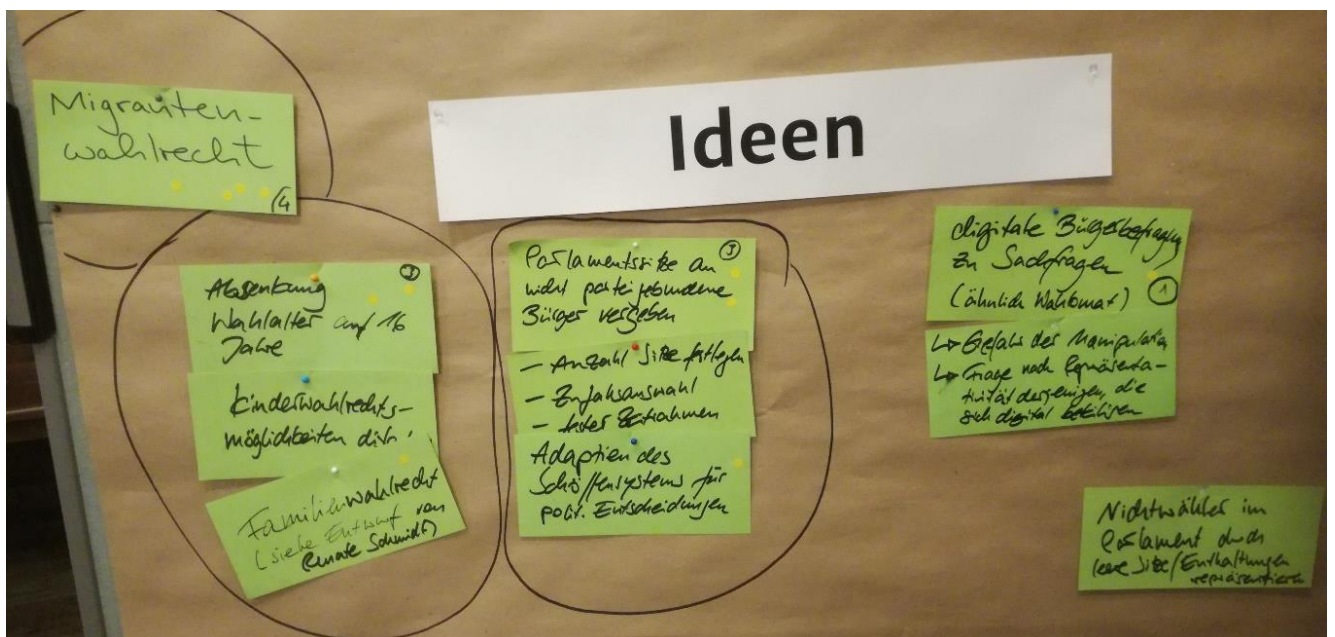 Ideen
Migranten-
wahlrecht
/4
Absenkung
Wahlalter auf 16
Jahre
Kinderwahlrechts-
möglichkeiten
Familienwahlrecht
(siehe Entwurf von
Renate Schmidt)
Parlamentssitze an
nicht parteigebundene
Bürger vergeben
3
- Anzahl Sitze festlegen
- Zufallsauswahl
- fester Zeitrahmen
Adaption des
Schöffensystems für
polit. Entscheidungen
digitale Bürgerbefragung
zu Sachfragen
(ähnlich Wahlomat)
1
↳ Gefahr der Manipulation
↳ Frage nach Repräsenta-
tivität derjenigen, die
sich digital beteiligen
Nichtwähler im
Parlament durch
leere Sitze/Enthaltungen
repräsentieren